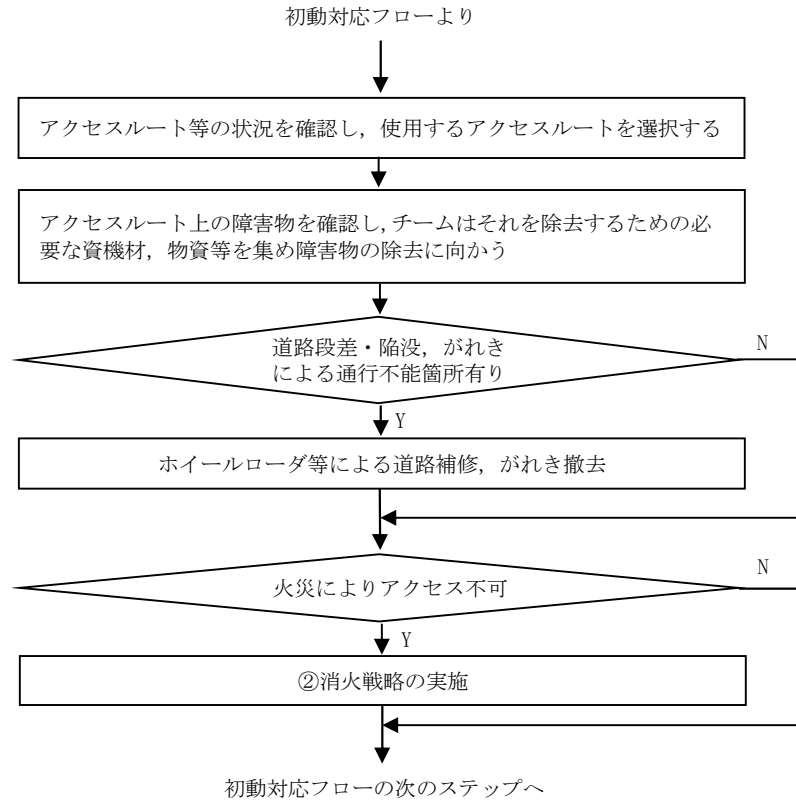 初動対応フローより
アクセスルート等の状況を確認し，使用するアクセスルートを選択する
アクセスルート上の障害物を確認し，チームはそれを除去するための必
要な資機材，物資等を集め障害物の除去に向かう
道路段差・陥没，がれき
による通行不能箇所有り
N
Y
ホイールローダ等による道路補修，がれき撤去
火災によりアクセス不可
N
Y
②消火戦略の実施
初動対応フローの次のステップへ